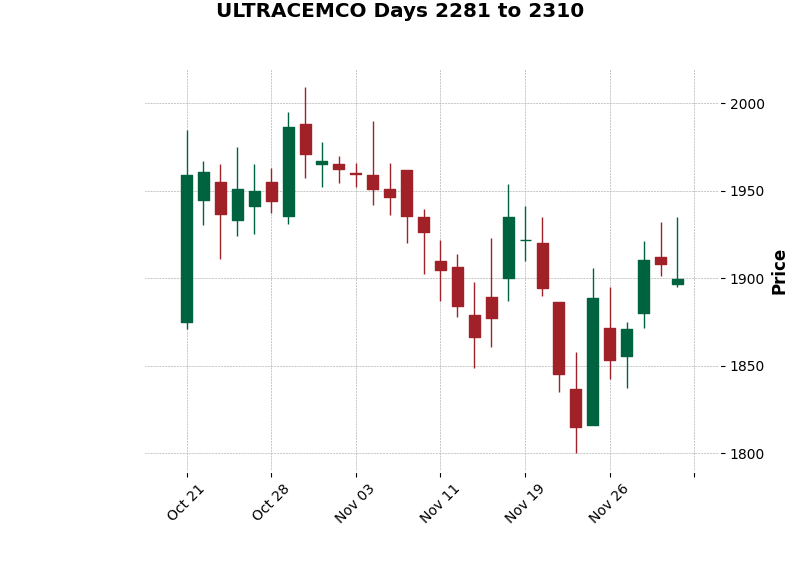 ULTRACEMCO Days 2281 to 2310
2000
1950
1900
1850
1800
Price
Oct 21
Oct 28
Nov 03
Nov 11
Nov 19
Nov 26